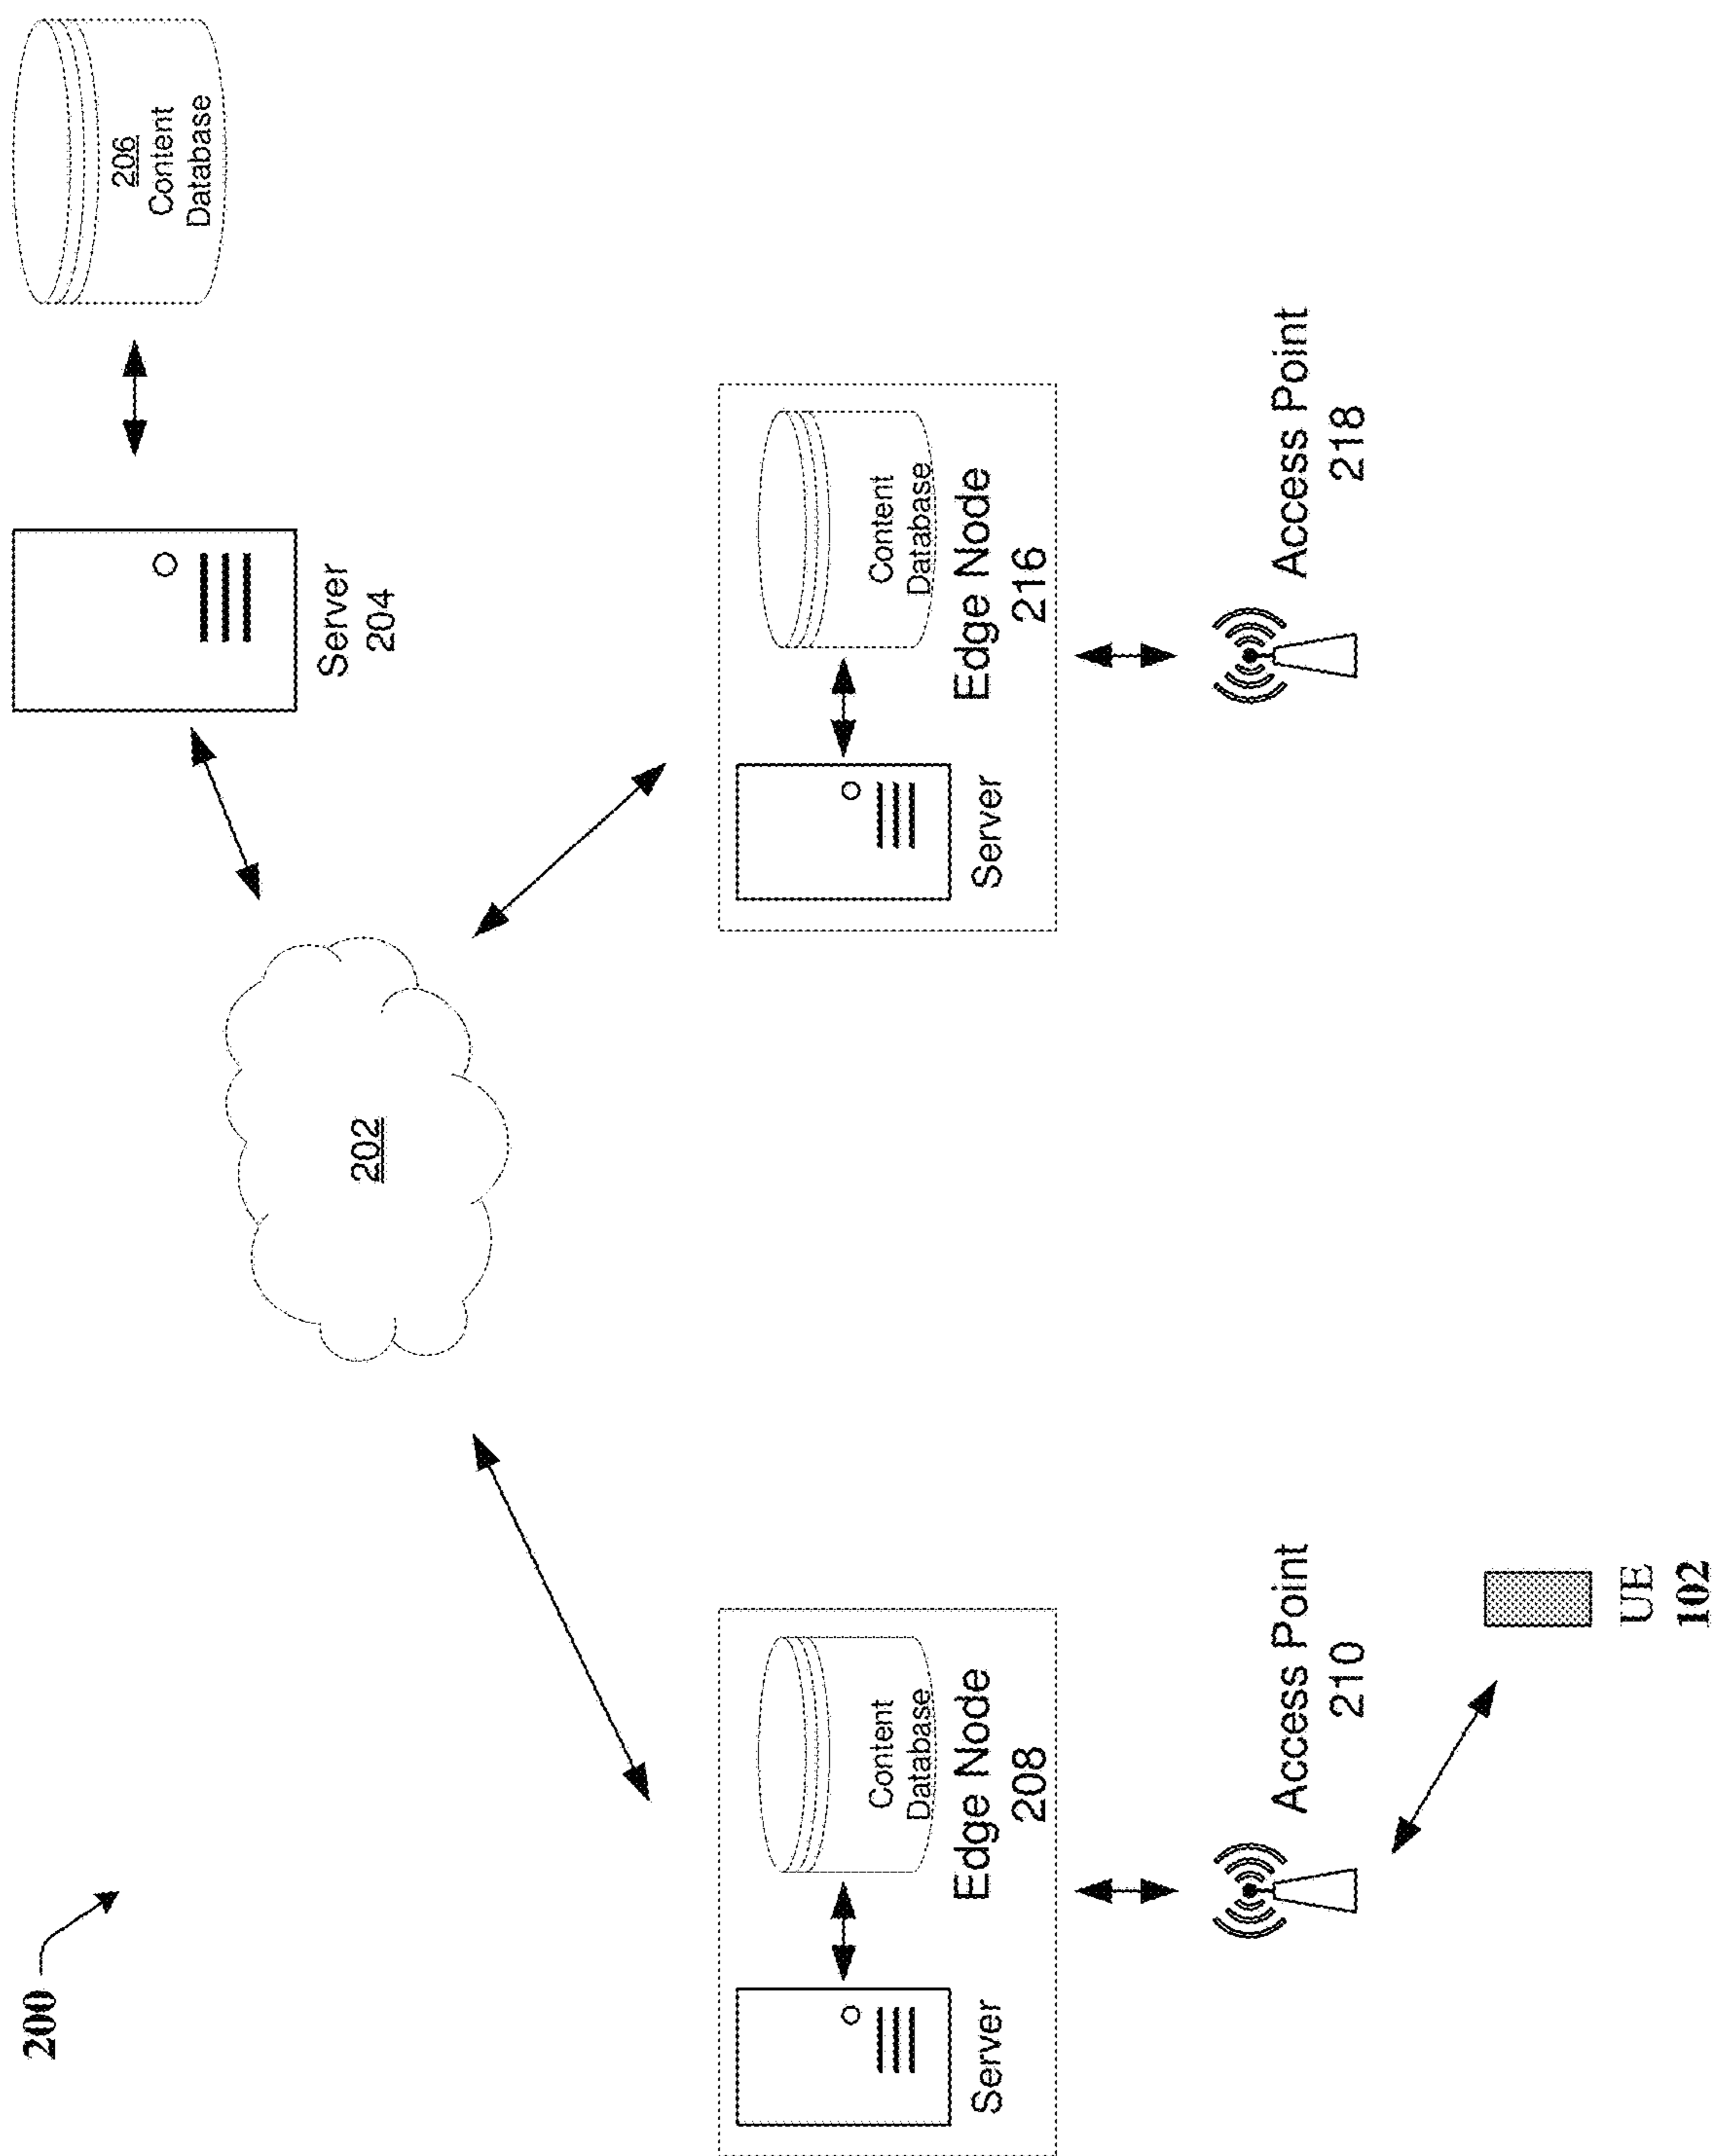 200
206
Content
Database
Server
204
202
Content
Database
Server
Edge Node
208
Content
Database
Server
Edge Node
216
Access Point
210
Access Point
218
UE
102